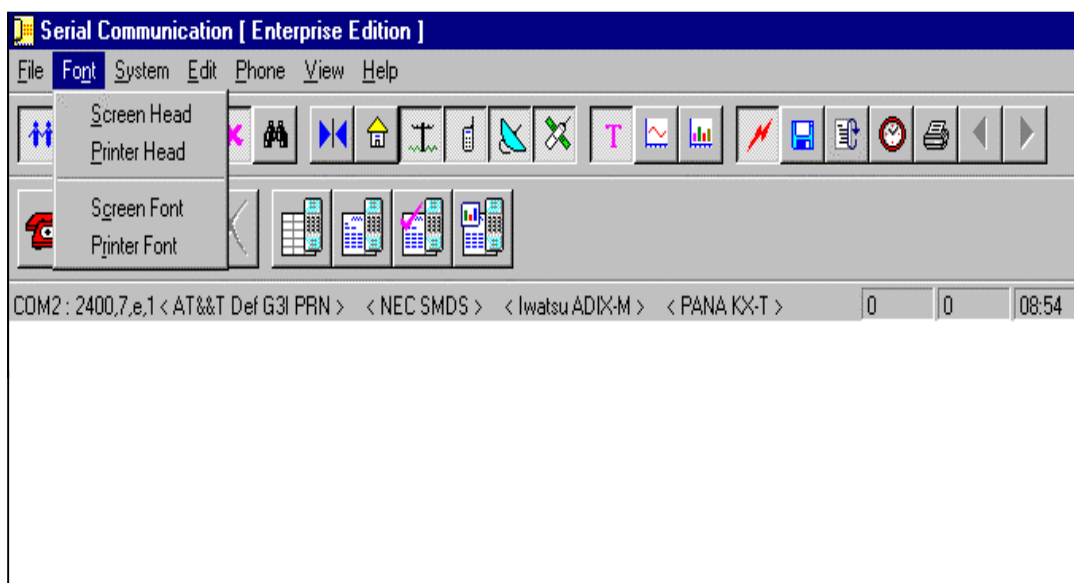 Serial Communication [ Enterprise Edition ]
File Font System Edit Phone View Help
Screen Head
Printer Head
Screen Font
Printer Font
T
COM2 : 2400,7,e,1 < AT&&T Def G3I PRN > < NEC SMDS > < Iwatsu ADIX-M > < PANA KX-T > 0 0 08:54